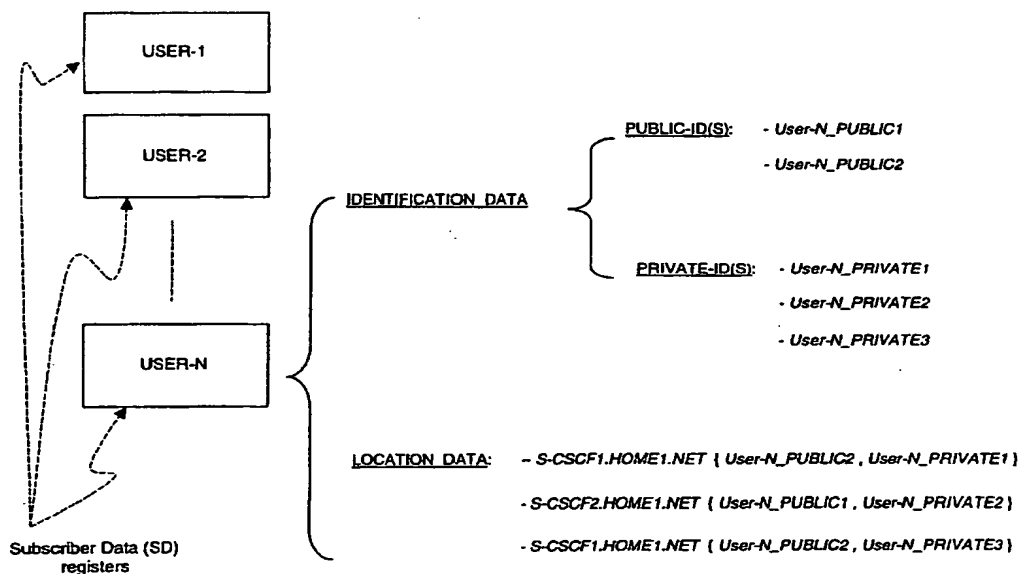 USER-1
USER-2
USER-N
Subscriber Data (SD)
registers
IDENTIFICATION DATA
PUBLIC-ID(S): - User-N_PUBLIC1
- User-N_PUBLIC2
PRIVATE-ID(S): - User-N_PRIVATE1
- User-N_PRIVATE2
- User-N_PRIVATE3
LOCATION DATA: - S-CSCF1.HOME1.NET { User-N_PUBLIC2 , User-N_PRIVATE1 }
- S-CSCF2.HOME1.NET { User-N_PUBLIC1 , User-N_PRIVATE2 }
- S-CSCF1.HOME1.NET { User-N_PUBLIC2 , User-N_PRIVATE3 }